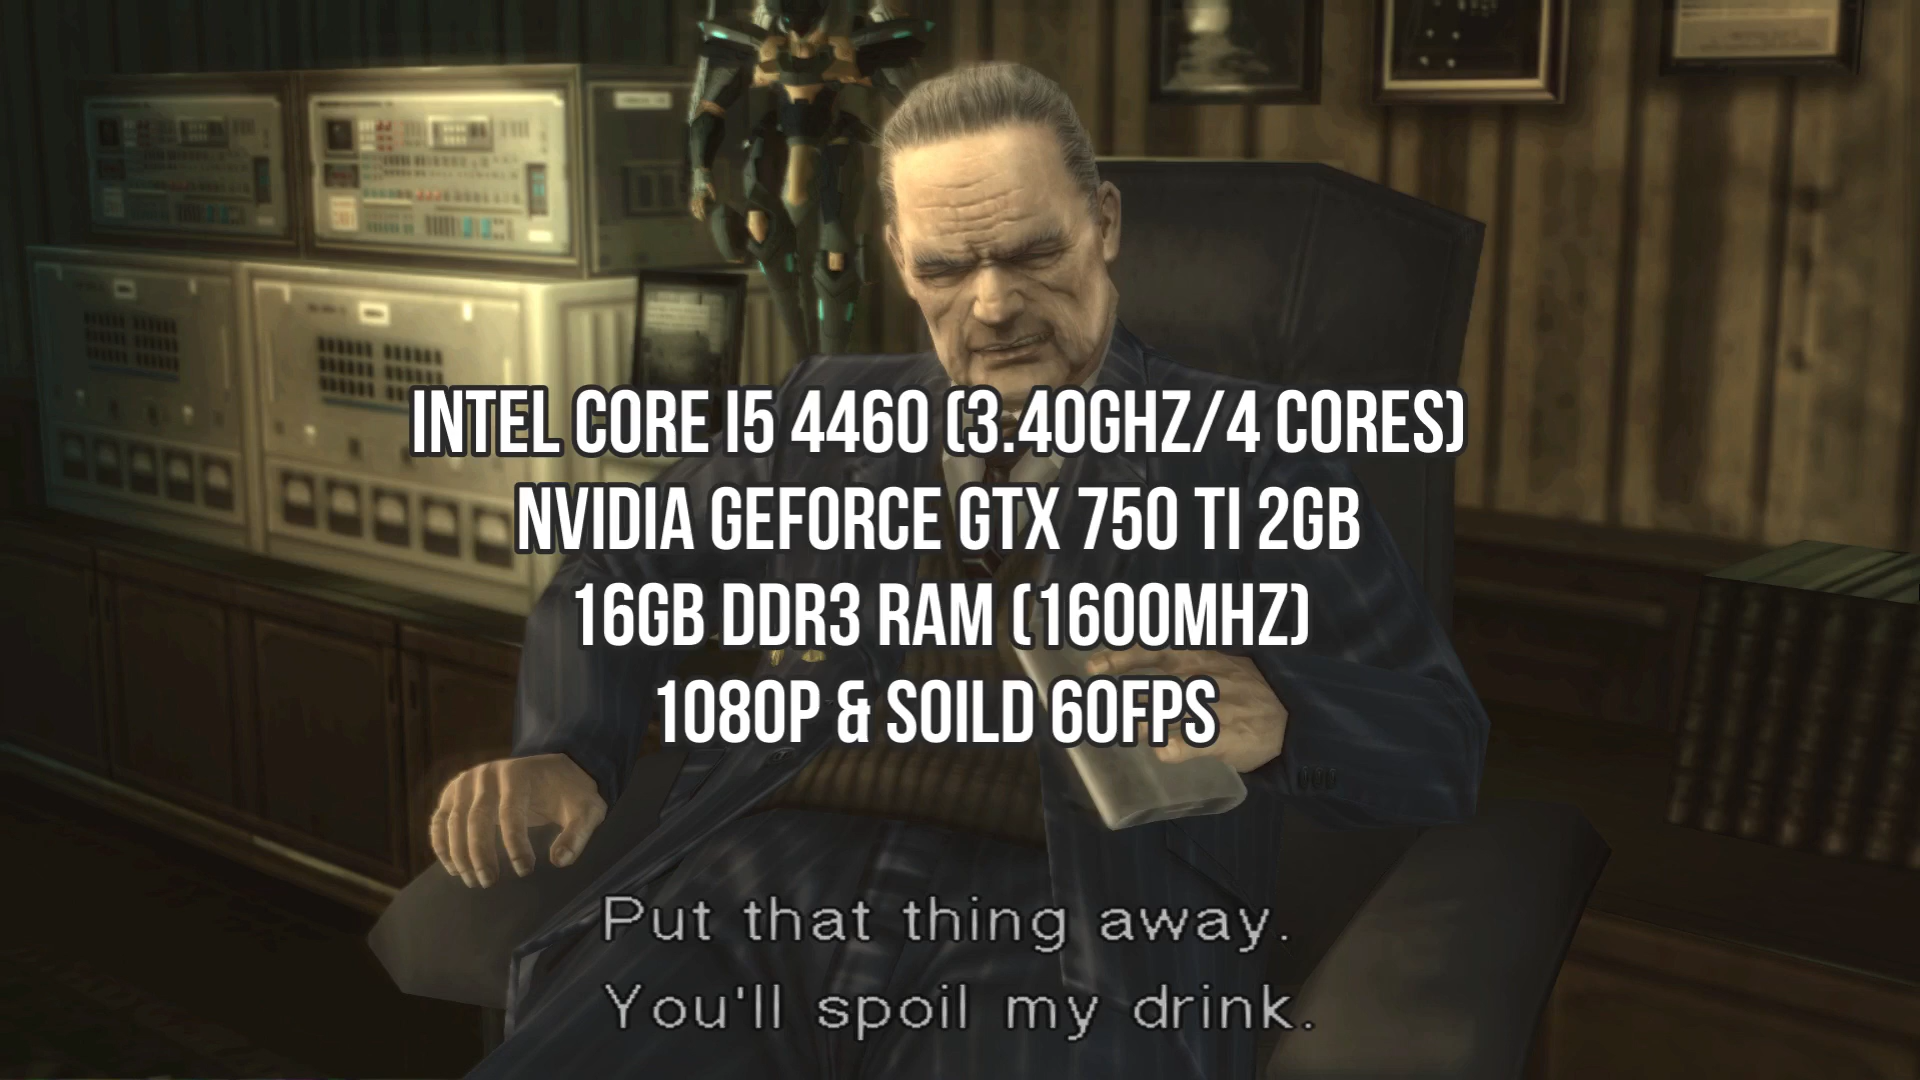 INTEL CORE I5 4460 (3.40GHZ/4 CORES)
NVIDIA GEFORCE GTX 750 TI 2GB
16GB DDR3 RAM (1600MHZ)
1080P & SOILD 60FPS
Put that thing away.
You'll spoil my drink.